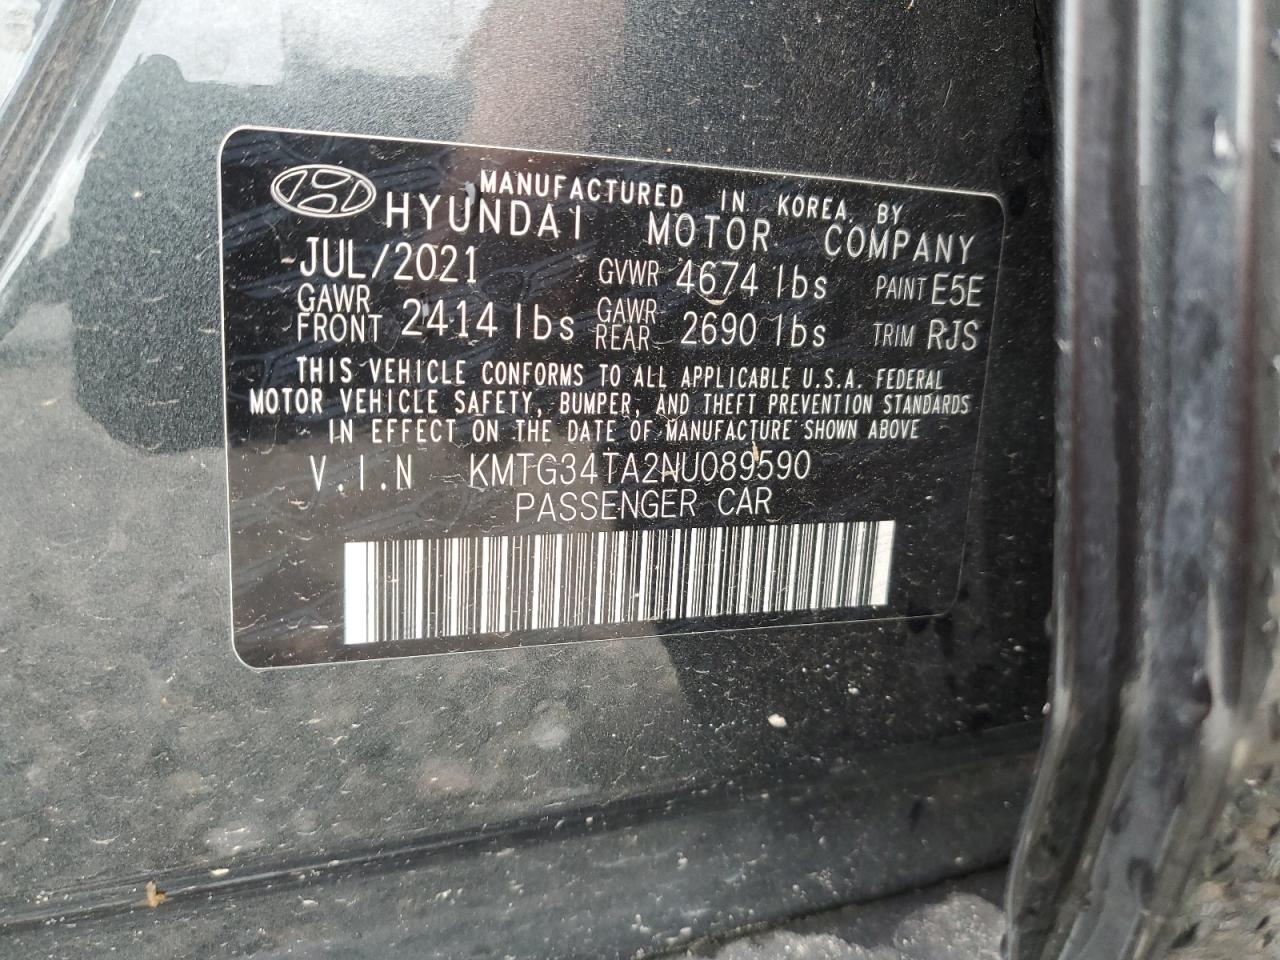 MANUFACTURED IN KOREA BY
HYUNDAI MOTOR COMPANY
JUL/2021 GVWR 4674 lbs PAINT E5E
GAWR FRONT 2414 lbs GAWR REAR 2690 lbs TRIM RJS
THIS VEHICLE CONFORMS TO ALL APPLICABLE U.S.A. FEDERAL
MOTOR VEHICLE SAFETY, BUMPER, AND THEFT PREVENTION STANDARDS
IN EFFECT ON THE DATE OF MANUFACTURE SHOWN ABOVE
V.I.N KMTG34TA2NU089590
PASSENGER CAR